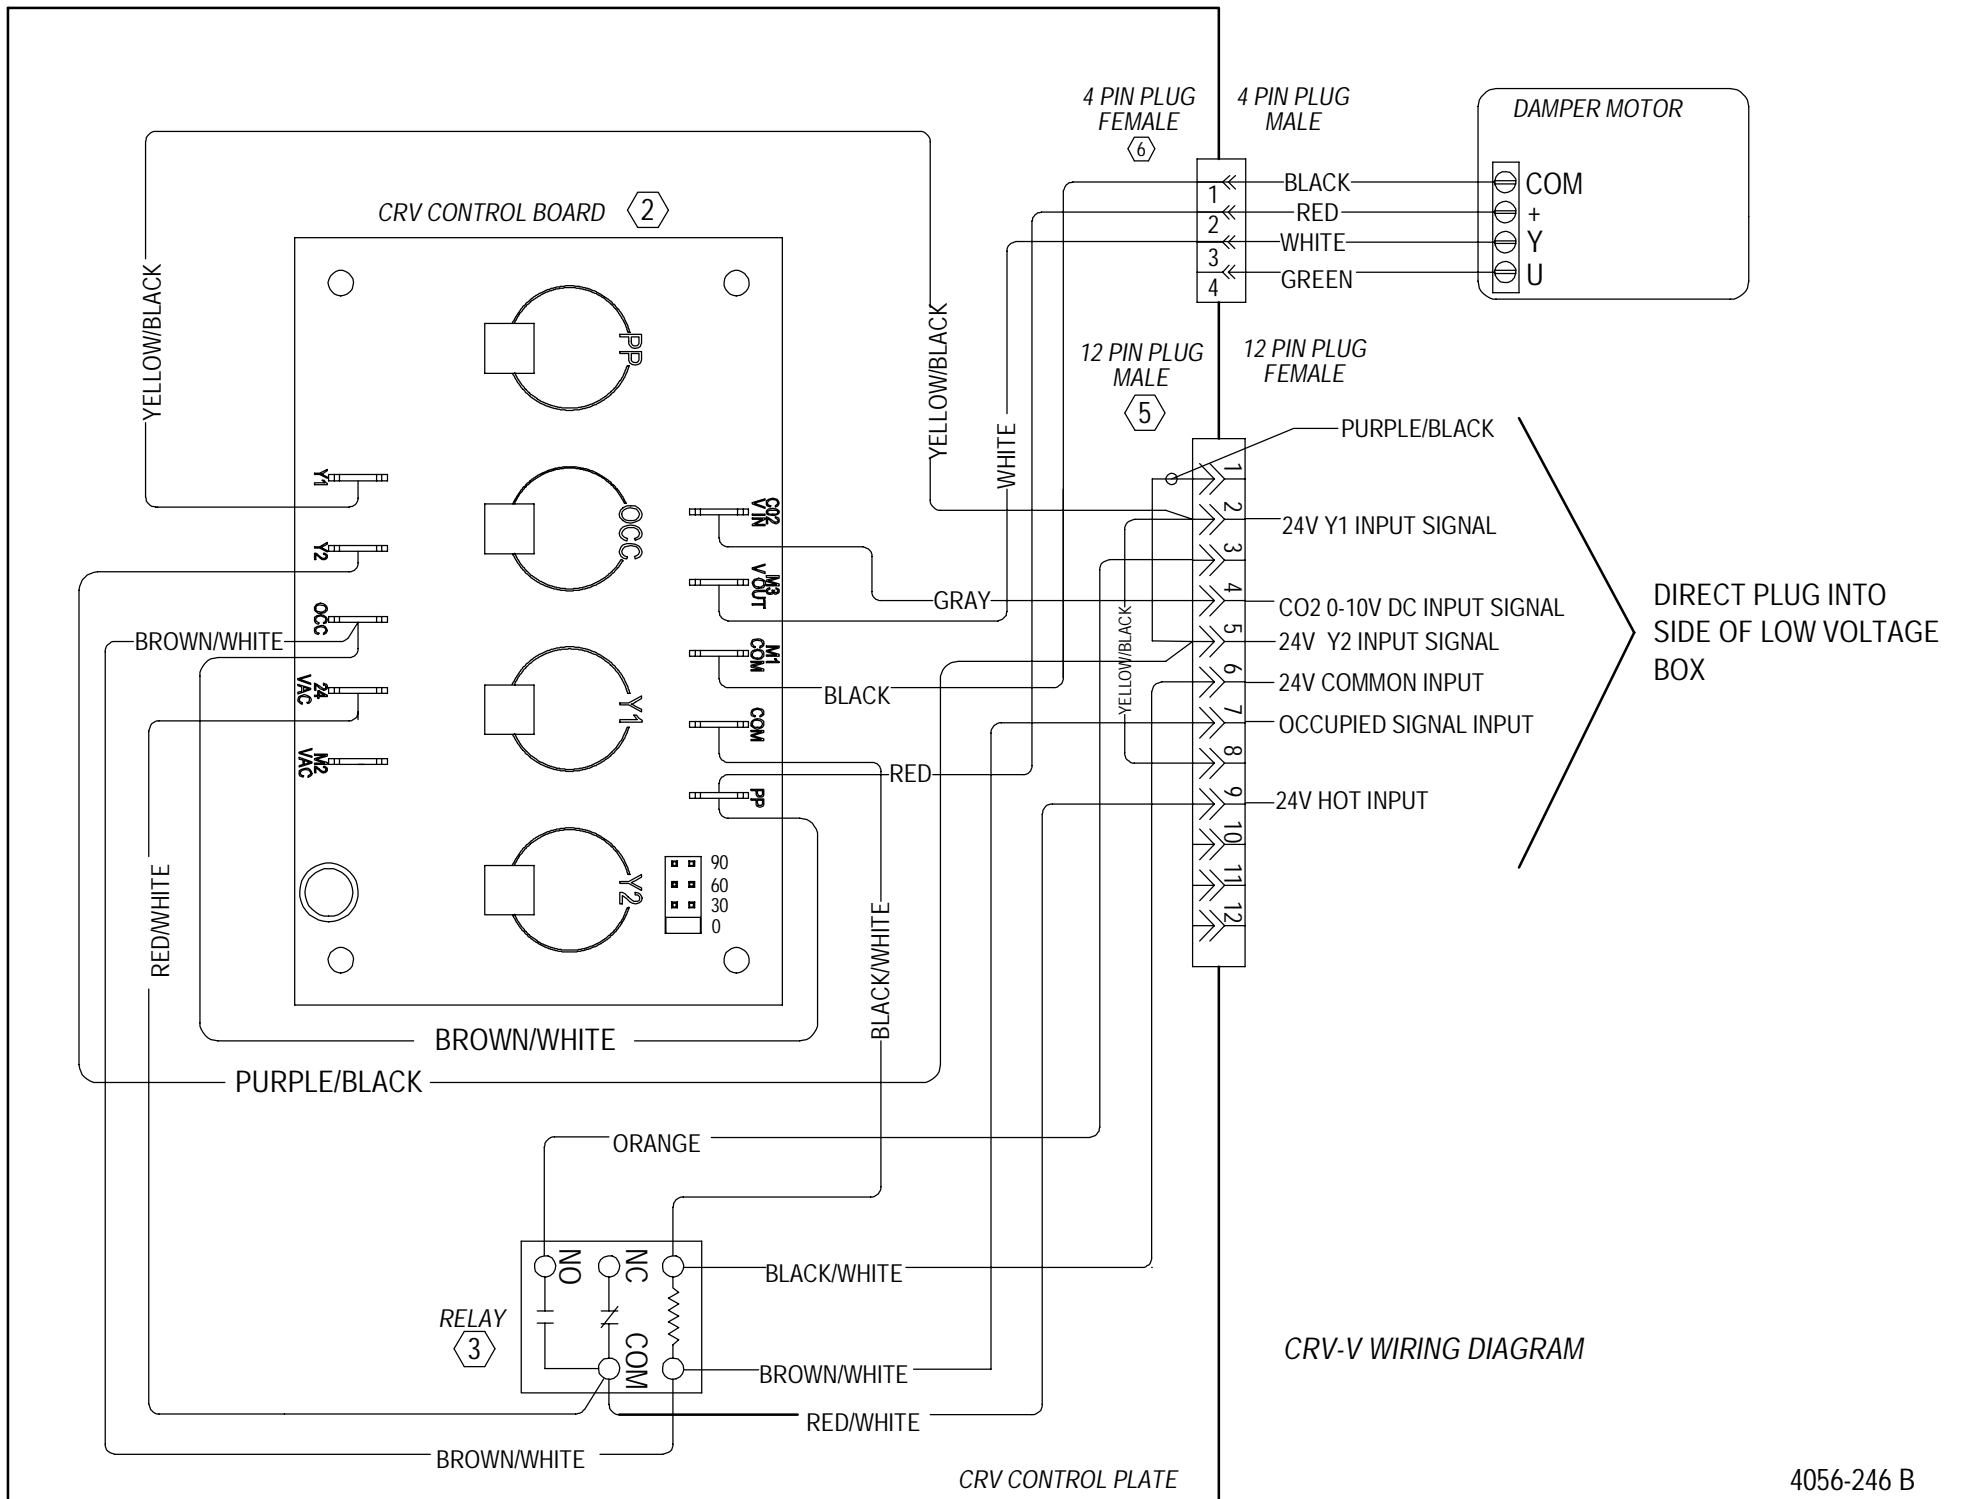 4 PIN PLUG
FEMALE
6
4 PIN PLUG
MALE
DAMPER MOTOR
CRV CONTROL BOARD 2
1
2
3
4
BLACK
RED
WHITE
GREEN
COM
+
Y
U
YELLOW/BLACK
YELLOW/BLACK
WHITE
12 PIN PLUG
MALE
5
12 PIN PLUG
FEMALE
PURPLE/BLACK
PP
OCC
Y1
Y2
Y1
Y2
OCC
24
VAC
M2
VAC
CO2
V IN
M3
V OUT
M1
COM
COM
PP
90
60
30
0
BROWN/WHITE
GRAY
BLACK
RED
YELLOW/BLACK
1
2
3
4
5
6
7
8
9
10
11
12
24V Y1 INPUT SIGNAL
CO2 0-10V DC INPUT SIGNAL
24V Y2 INPUT SIGNAL
24V COMMON INPUT
OCCUPIED SIGNAL INPUT
24V HOT INPUT
DIRECT PLUG INTO
SIDE OF LOW VOLTAGE
BOX
RED/WHITE
BLACK/WHITE
BROWN/WHITE
PURPLE/BLACK
ORANGE
NO
NC
COM
RELAY
3
BLACK/WHITE
BROWN/WHITE
RED/WHITE
BROWN/WHITE
CRV-V WIRING DIAGRAM
CRV CONTROL PLATE
4056-246 B